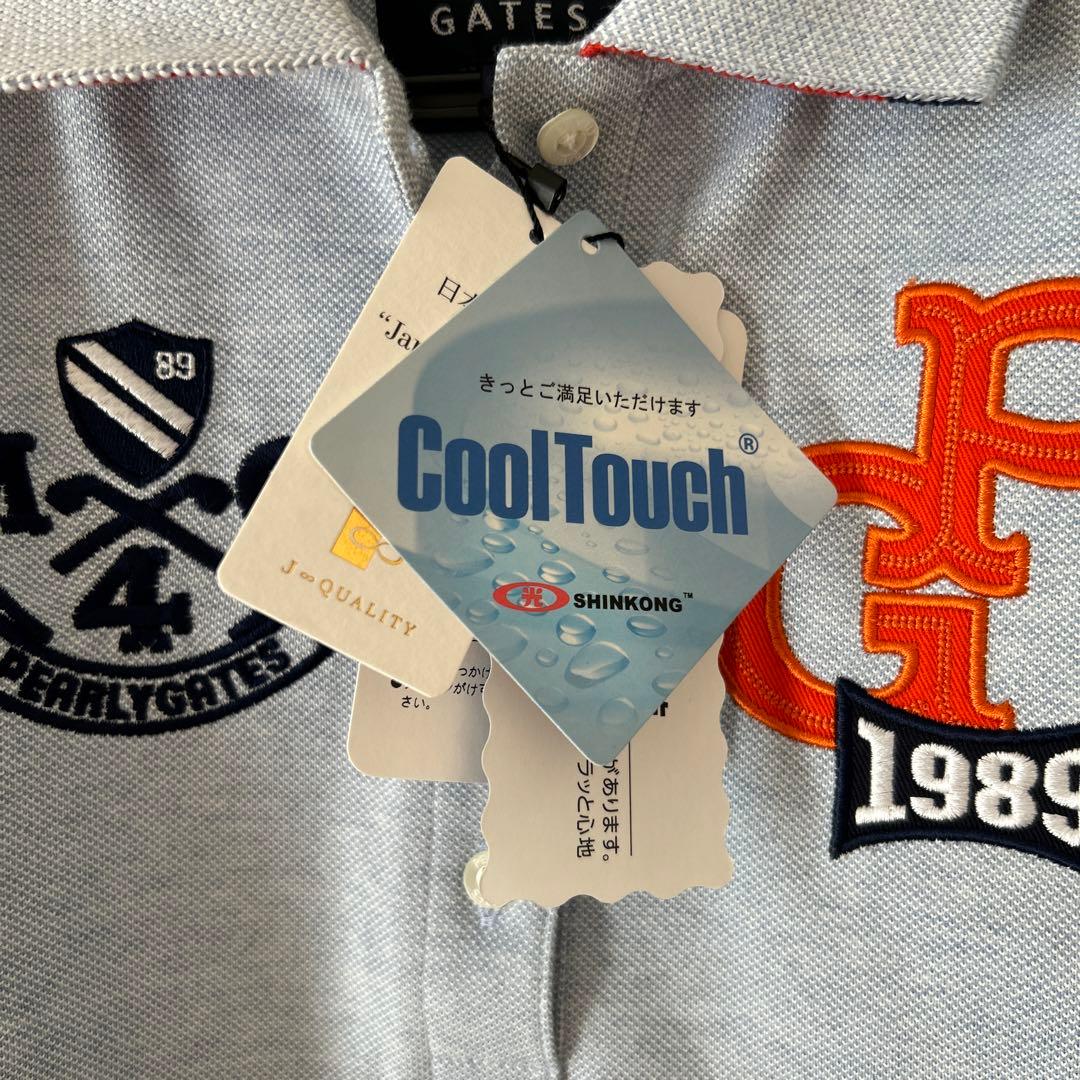 GATES
89
4
PEARLYGATES
日本
"Jap
J∞QUALITY
きっとご満足いただけます
CoolTouch®
光 SHINKONG™
さい。
があります。
ラッと心地
PG
1989